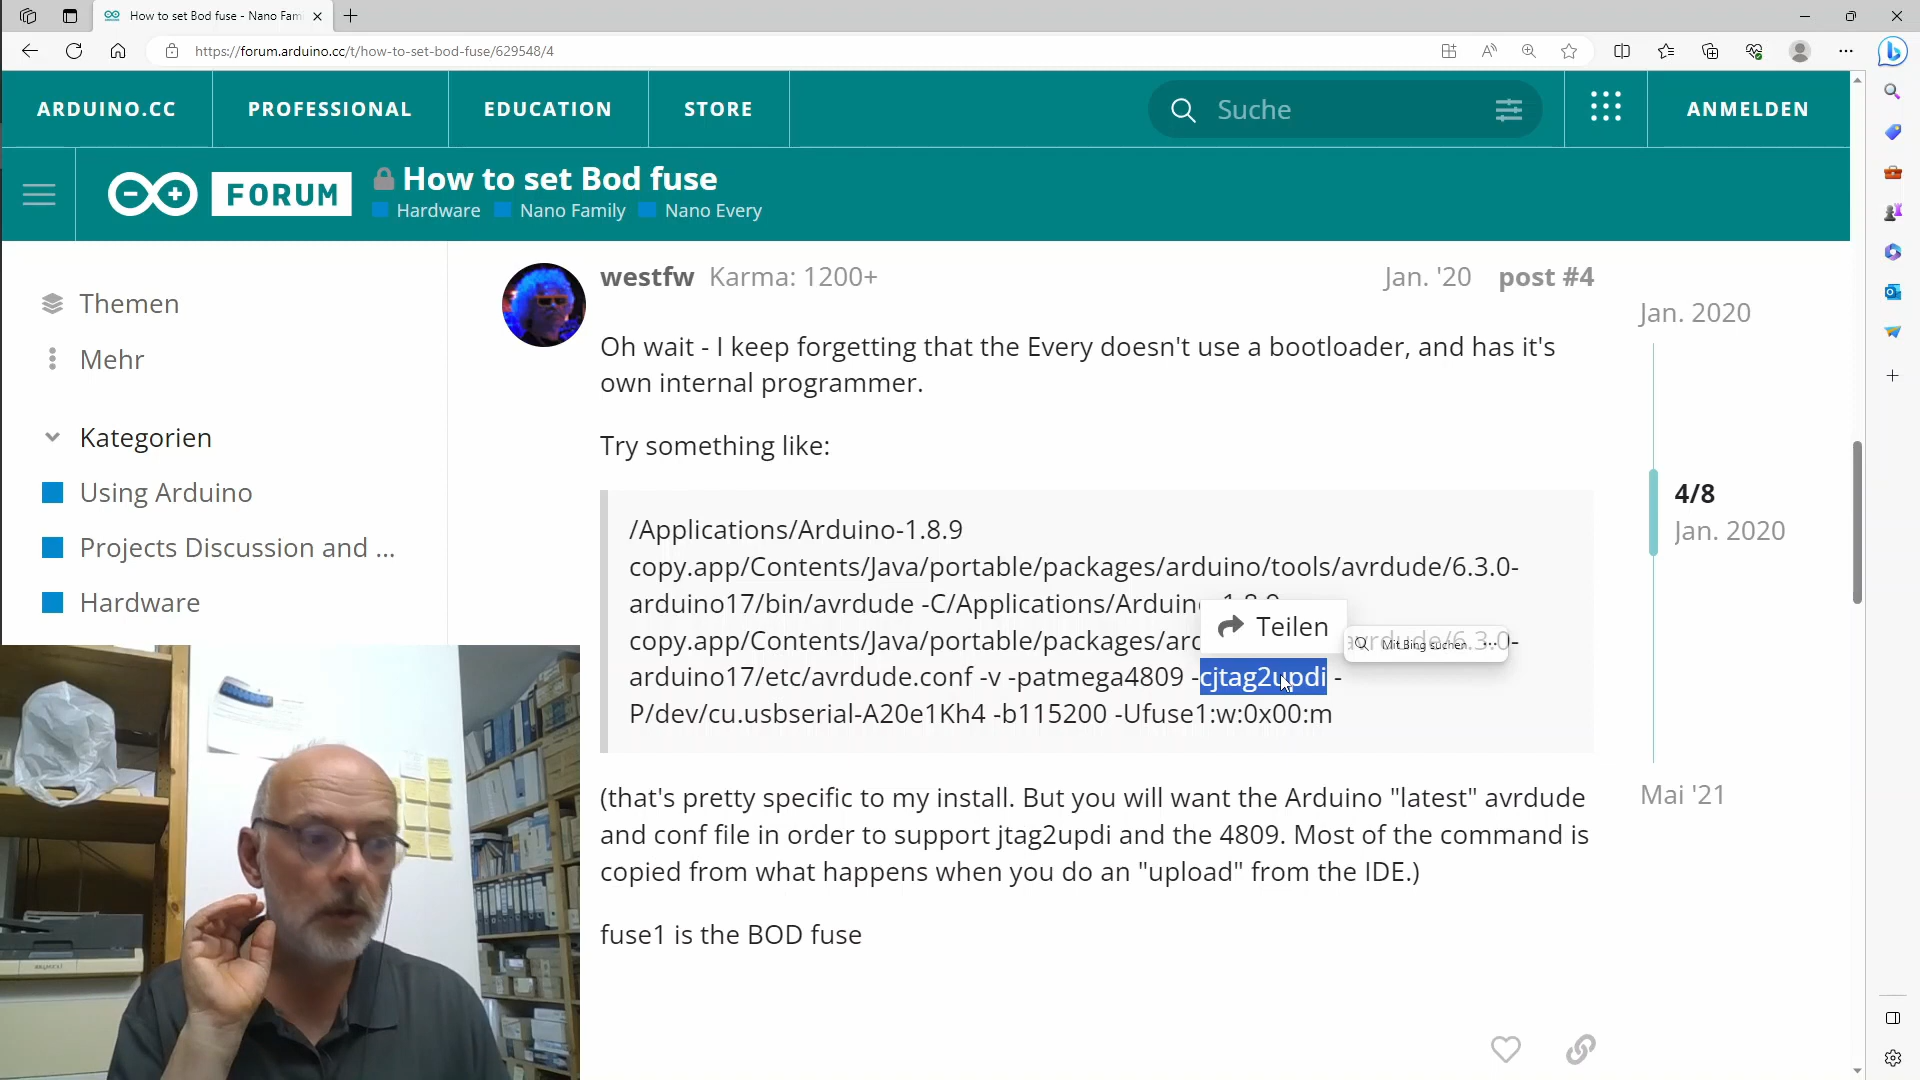 How to set Bod fuse - Nano Fam
https://forum.arduino.cc/t/how-to-set-bod-fuse/629548/4
ARDUINO.CC
PROFESSIONAL
EDUCATION
STORE
Suche
ANMELDEN
FORUM
How to set Bod fuse
Hardware Nano Family Nano Every
Themen
Mehr
Kategorien
Using Arduino
Projects Discussion and ...
Hardware
westfw Karma: 1200+ Jan. '20 post #4
Oh wait - I keep forgetting that the Every doesn't use a bootloader, and has it's
own internal programmer.
Try something like:
/Applications/Arduino-1.8.9
copy.app/Contents/Java/portable/packages/arduino/tools/avrdude/6.3.0-
arduino17/bin/avrdude -C/Applications/Arduin 1.8.9
copy.app/Contents/Java/portable/packages/ard avrdude/6.3.0-
Teilen
Mit Bing suchen ...
arduino17/etc/avrdude.conf -v -patmega4809 -cjtag2updi -
P/dev/cu.usbserial-A20e1Kh4 -b115200 -Ufuse1:w:0x00:m
(that's pretty specific to my install. But you will want the Arduino "latest" avrdude
and conf file in order to support jtag2updi and the 4809. Most of the command is
copied from what happens when you do an "upload" from the IDE.)
fuse1 is the BOD fuse
Jan. 2020
4/8
Jan. 2020
Mai '21